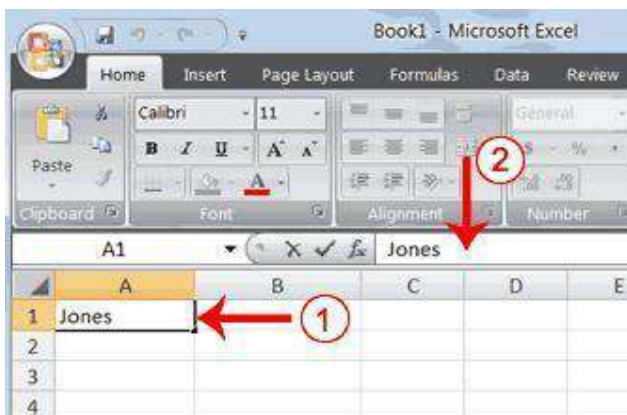 Book1 - Microsoft Excel
Home Insert Page Layout Formulas Data Review
Calibri 11 General
Paste B I U A A $ % ,
A
Clipboard Font Alignment Number
2
A1 fx Jones
A B C D E
1 Jones 1
2
3
4